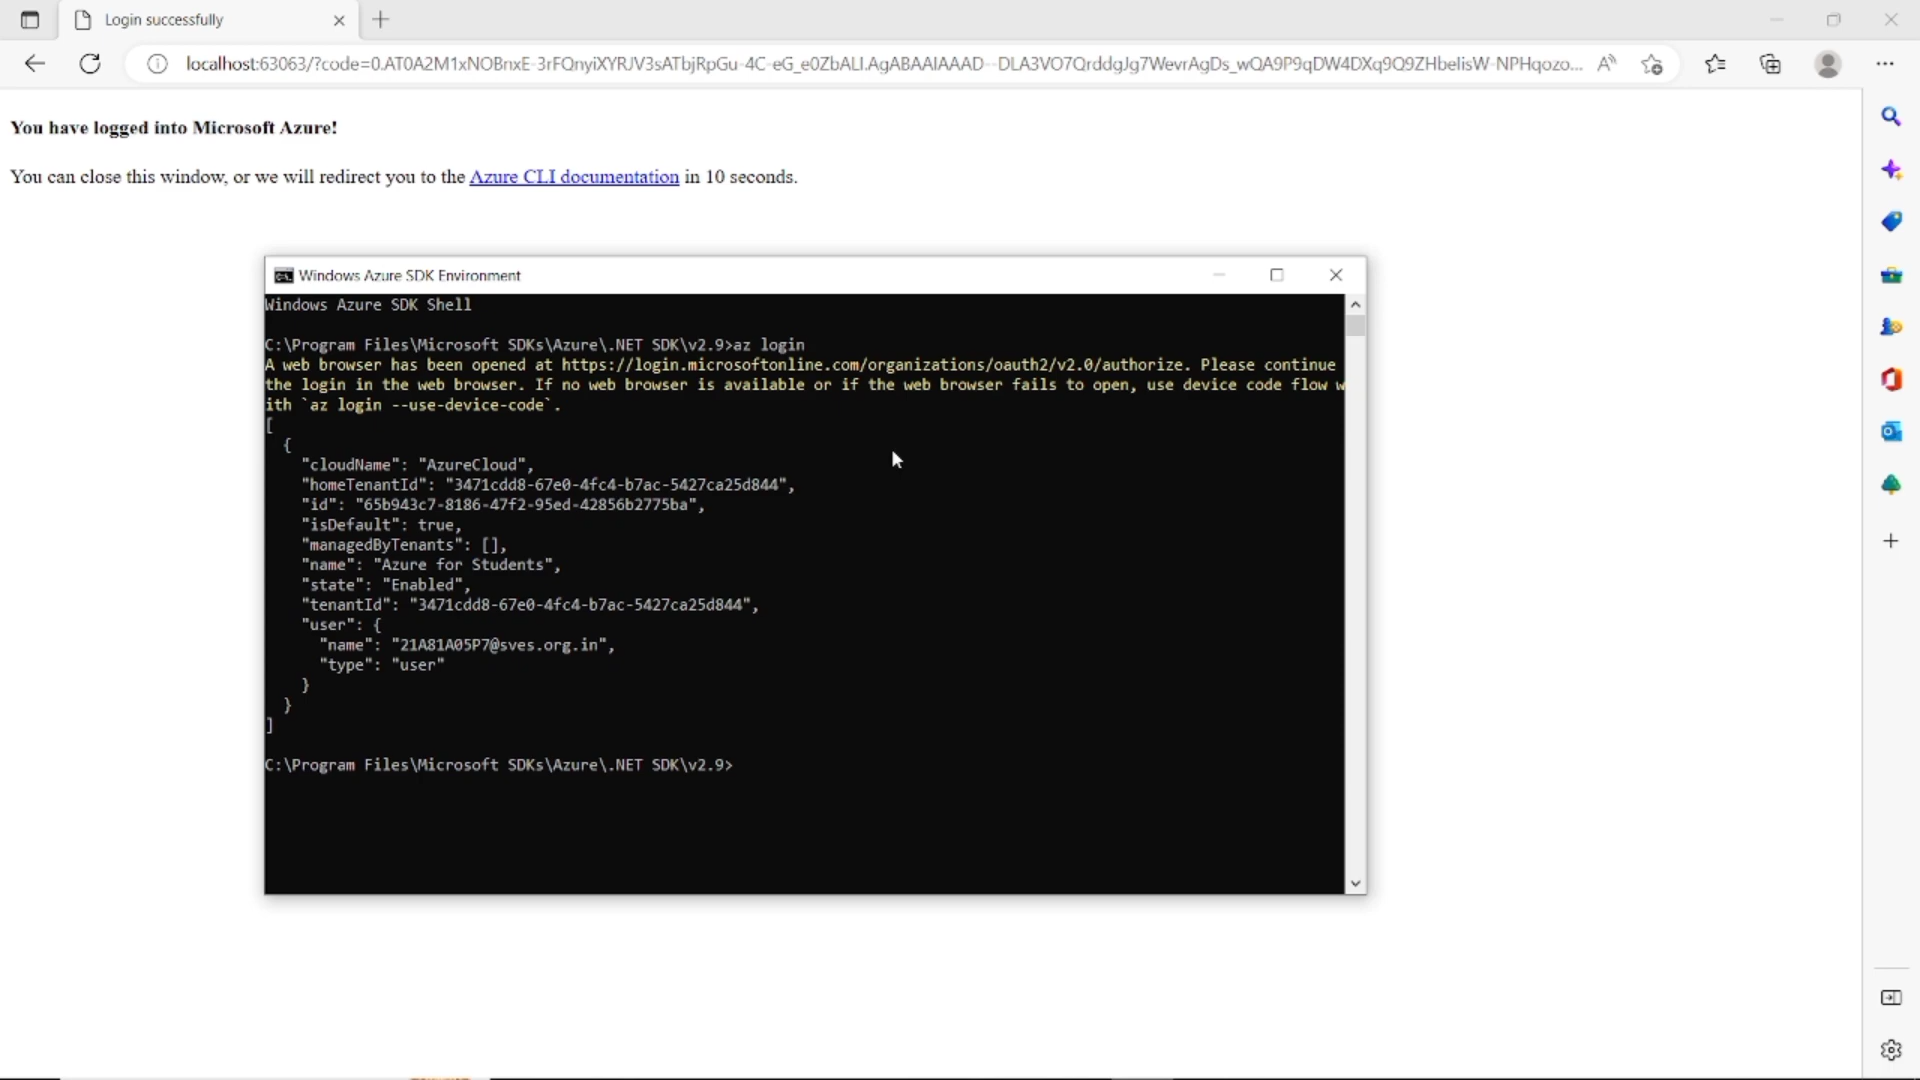 Login successfully
localhost:63063/?code=0.AT0A2M1xNOBnxE-3rFQnyiXYRJV3sATbjRpGu-4C-eG_e0ZbALI.AgABAAIAAAD--DLA3VO7QrddgJg7WevrAgDs_wQA9P9qDW4DXq9Q9ZHbelisW-NPHqozo...
You have logged into Microsoft Azure!
You can close this window, or we will redirect you to the Azure CLI documentation in 10 seconds.
Windows Azure SDK Environment
Windows Azure SDK Shell
C:\Program Files\Microsoft SDKs\Azure\.NET SDK\v2.9>az login
A web browser has been opened at https://login.microsoftonline.com/organizations/oauth2/v2.0/authorize. Please continue
the login in the web browser. If no web browser is available or if the web browser fails to open, use device code flow w
ith `az login --use-device-code`.
[
{
"cloudName": "AzureCloud",
"homeTenantId": "3471cdd8-67e0-4fc4-b7ac-5427ca25d844",
"id": "65b943c7-8186-47f2-95ed-42856b2775ba",
"isDefault": true,
"managedByTenants": [],
"name": "Azure for Students",
"state": "Enabled",
"tenantId": "3471cdd8-67e0-4fc4-b7ac-5427ca25d844",
"user": {
"name": "21A81A05P7@sves.org.in",
"type": "user"
}
}
]
C:\Program Files\Microsoft SDKs\Azure\.NET SDK\v2.9>